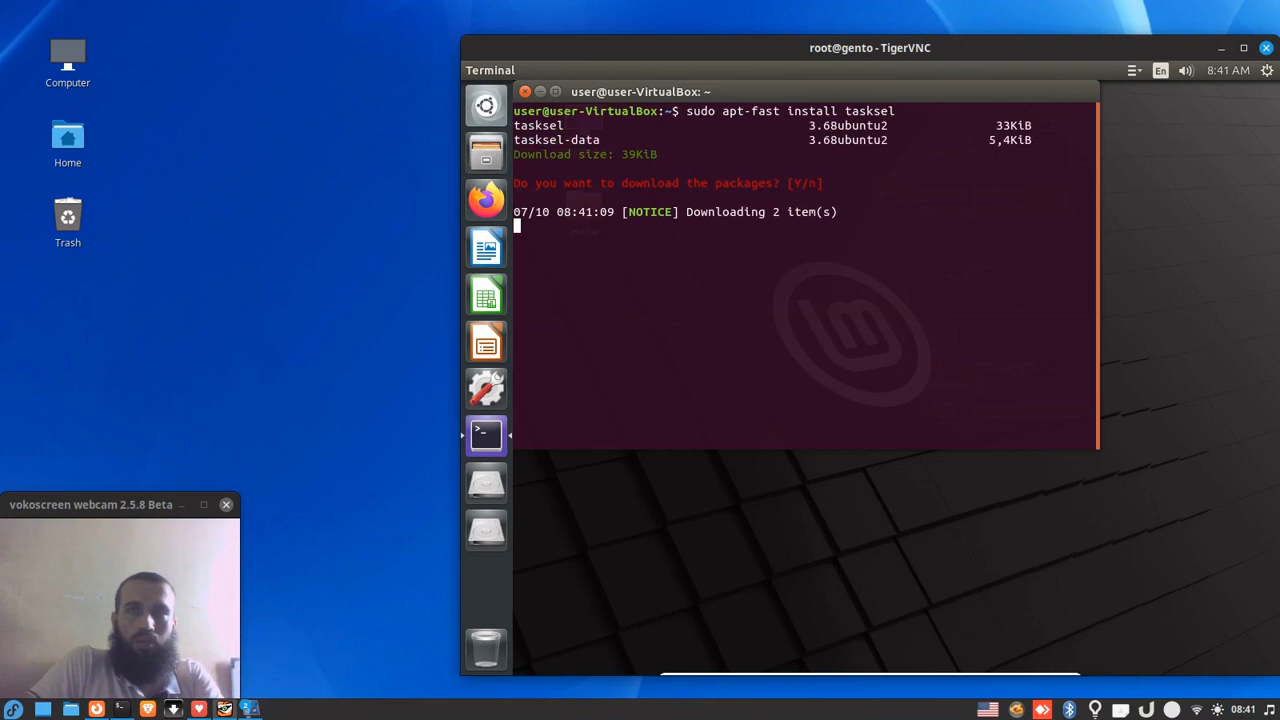 Computer
Home
Trash
root@gento - TigerVNC
Terminal
En
8:41 AM
user@user-VirtualBox: ~
user@user-VirtualBox:~$ sudo apt-fast install tasksel
tasksel 3.68ubuntu2 33KiB
tasksel-data 3.68ubuntu2 5,4KiB
Download size: 39KiB
Do you want to download the packages? [Y/n]
07/10 08:41:09 [NOTICE] Downloading 2 item(s)
vokoscreen webcam 2.5.8 Beta
2
08:41